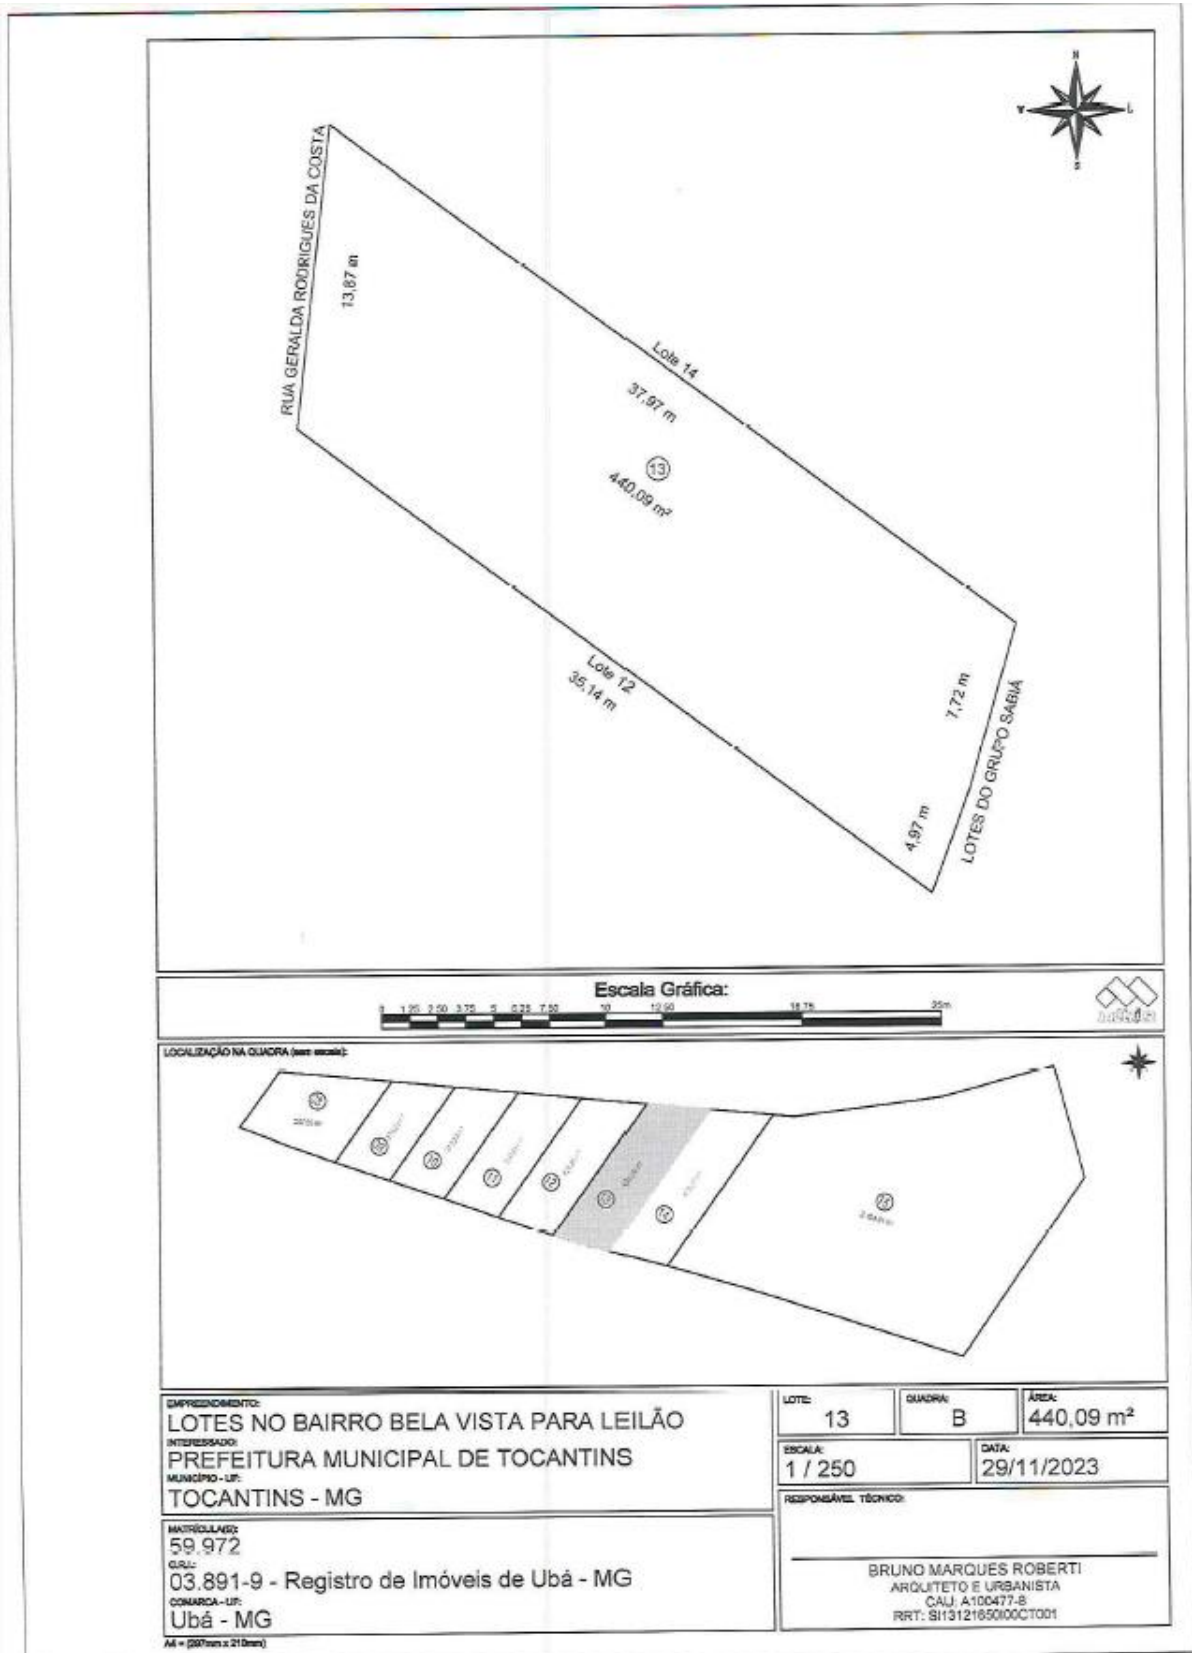 N
L
S
RUA GERALDA RODRIGUES DA COSTA
13,87 m
Lote 14
37,97 m
13
440,09 m²
Lote 12
35,14 m
7,72 m
4,97 m
LOTES DO GRUPO SABIÁ
Escala Gráfica:
0 1.25 2.50 3.75 5 6.25 7.50 10 12.50 18.75 25m
LOCALIZAÇÃO NA QUADRA (sem escala):
10
11
12
13
14
15
EMPREENDIMENTO:
LOTES NO BAIRRO BELA VISTA PARA LEILÃO
INTERESSADO:
PREFEITURA MUNICIPAL DE TOCANTINS
MUNICÍPIO - UF:
TOCANTINS - MG
LOTE:
13
QUADRA:
B
ÁREA:
440,09 m²
ESCALA:
1 / 250
DATA:
29/11/2023
MATRÍCULA(S):
59.972
C.R.I.:
03.891-9 - Registro de Imóveis de Ubá - MG
COMARCA - UF:
Ubá - MG
RESPONSÁVEL TÉCNICO:
BRUNO MARQUES ROBERTI
ARQUITETO E URBANISTA
CAU: A100477-8
RRT: SI13121650I00CT001
A4 = (297mm x 210mm)